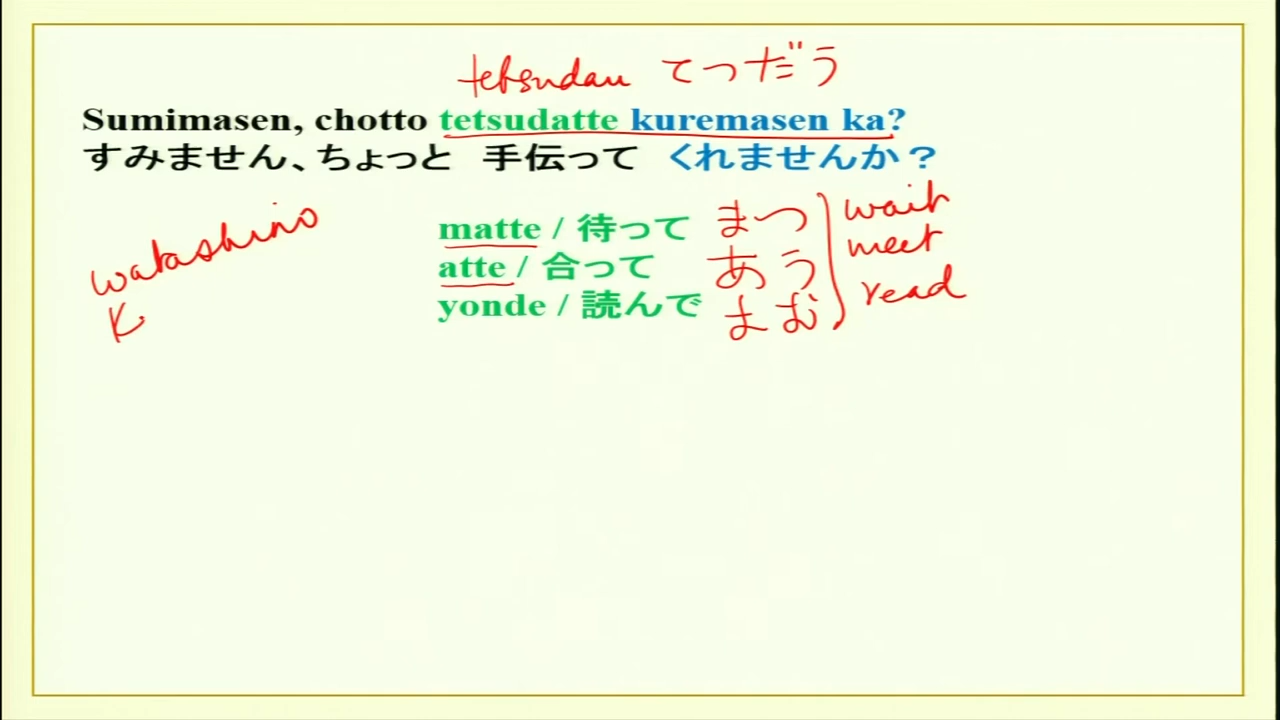 tetsudau てつだう
Sumimasen, chotto tetsudatte kuremasen ka?
すみません、ちょっと 手伝って くれませんか？
matte / 待って まつ wait
atte / 合って あう meet
yonde / 読んで よむ read
watashino
K